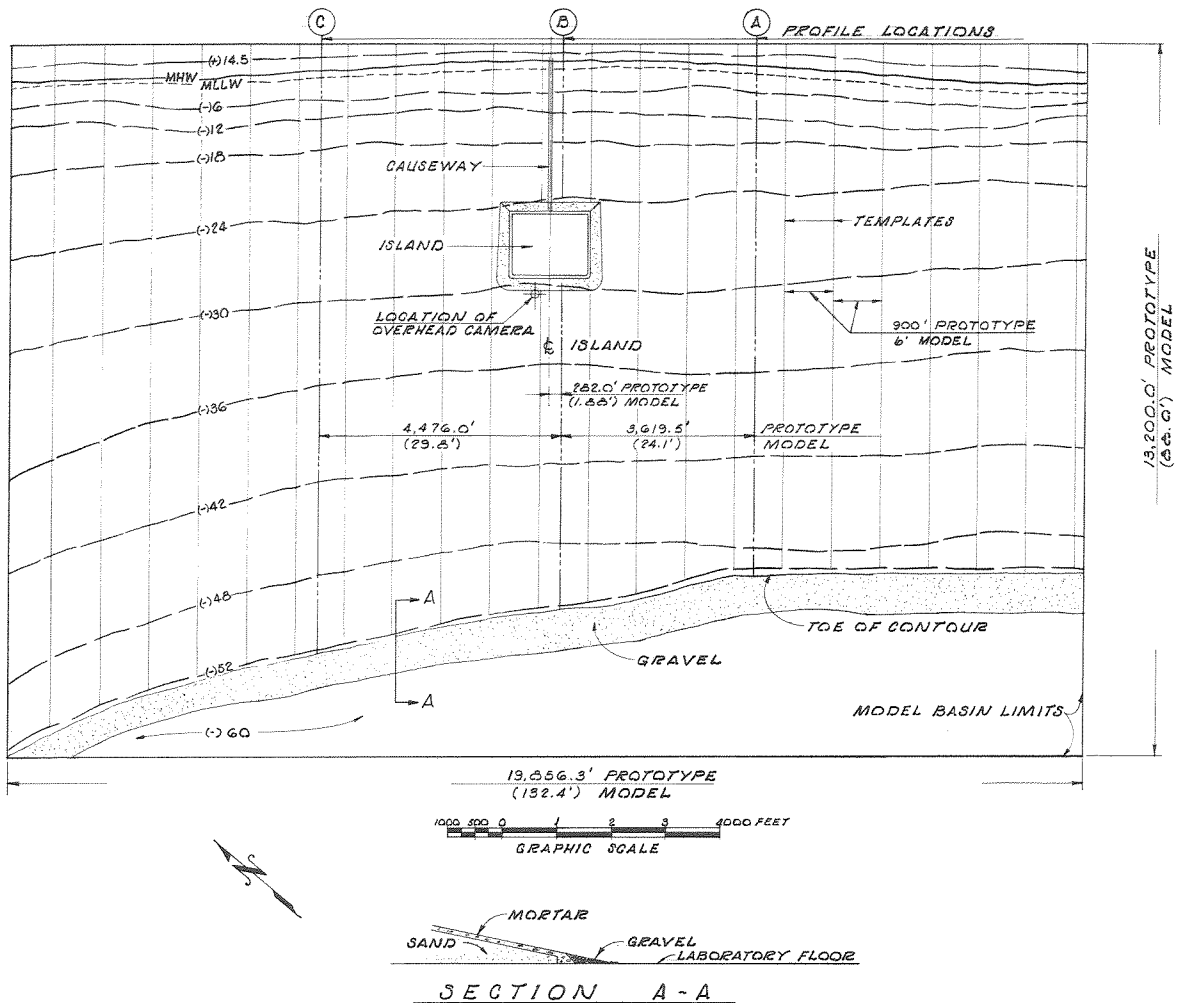 C B A PROFILE LOCATIONS
(+)14.5
MHW
MLLW
(-)6
(-)12
(-)18
CAUSEWAY
(-)24
TEMPLATES
ISLAND
(-)30
LOCATION OF
OVERHEAD CAMERA
900' PROTOTYPE
6' MODEL
℄ ISLAND
282.0' PROTOTYPE
(1.88') MODEL
(-)36
4,476.0'
(29.8')
3,619.5'
(24.1')
PROTOTYPE
MODEL
13,200.0' PROTOTYPE
(88.0') MODEL
(-)42
(-)48
A
TOE OF CONTOUR
GRAVEL
(-)52
A
MODEL BASIN LIMITS
(-)60
19,856.3' PROTOTYPE
(132.4') MODEL
1000 500 0 1 2 3 4000 FEET
GRAPHIC SCALE
N
MORTAR
SAND
GRAVEL
LABORATORY FLOOR
SECTION A-A